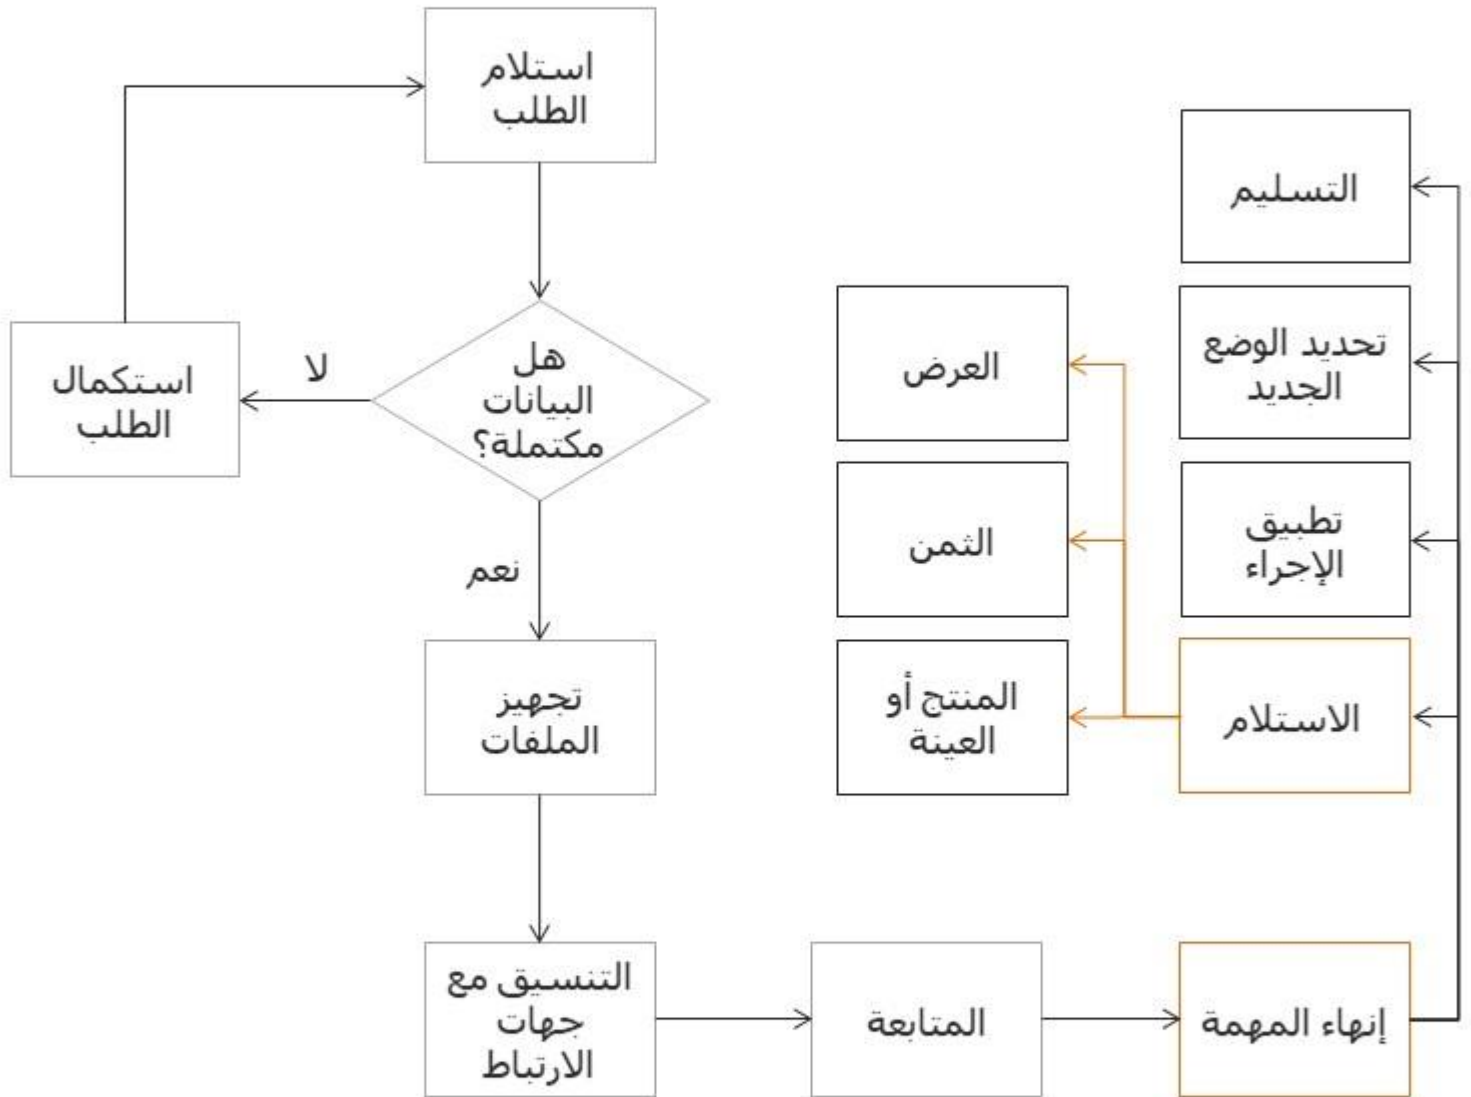 استلام
الطلب
هل
البيانات
مكتملة؟
لا
استكمال
الطلب
نعم
تجهيز
الملفات
التنسيق مع
جهات
الارتباط
المتابعة
إنهاء المهمة
التسليم
تحديد الوضع
الجديد
تطبيق
الإجراء
الاستلام
العرض
الثمن
المنتج أو
العينة